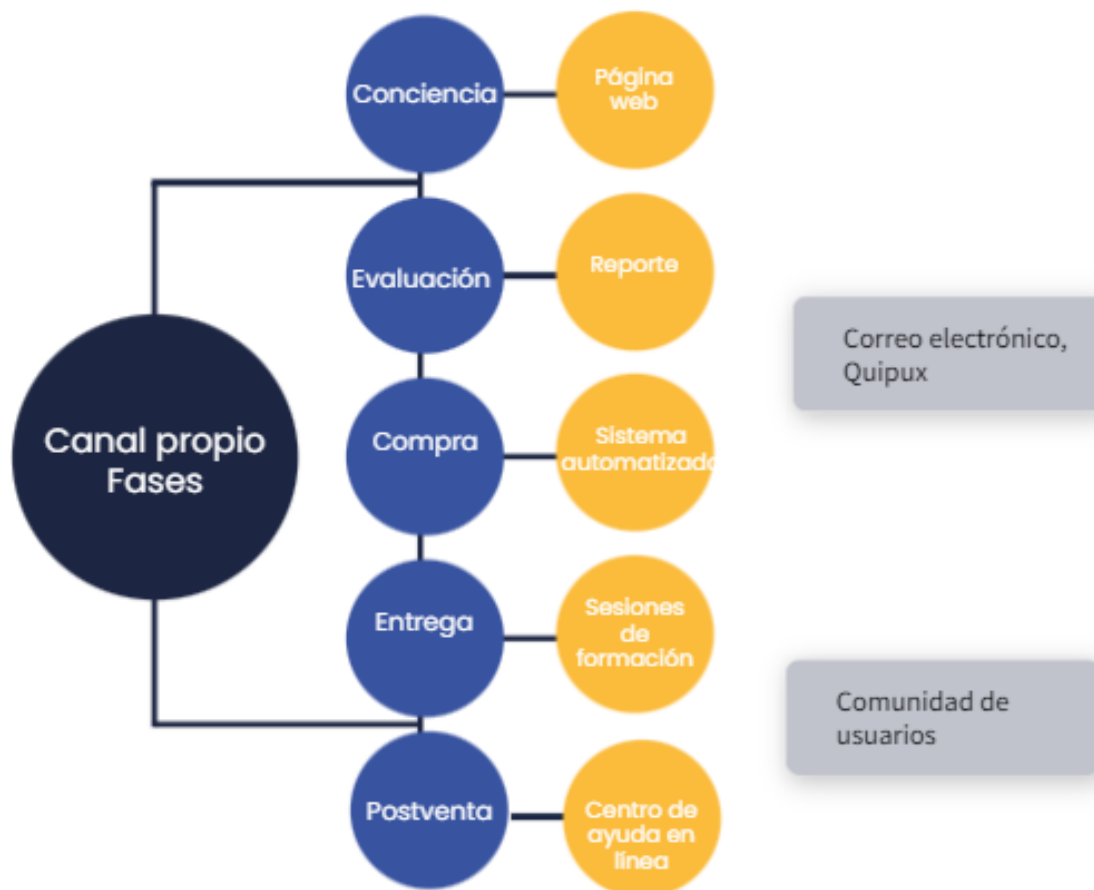 Conciencia
Página
web
Evaluación
Reporte
Correo electrónico,
Quipux
Canal propio
Fases
Compra
Sistema
automatizado
Entrega
Sesiones
de
formación
Comunidad de
usuarios
Postventa
Centro de
ayuda en
línea